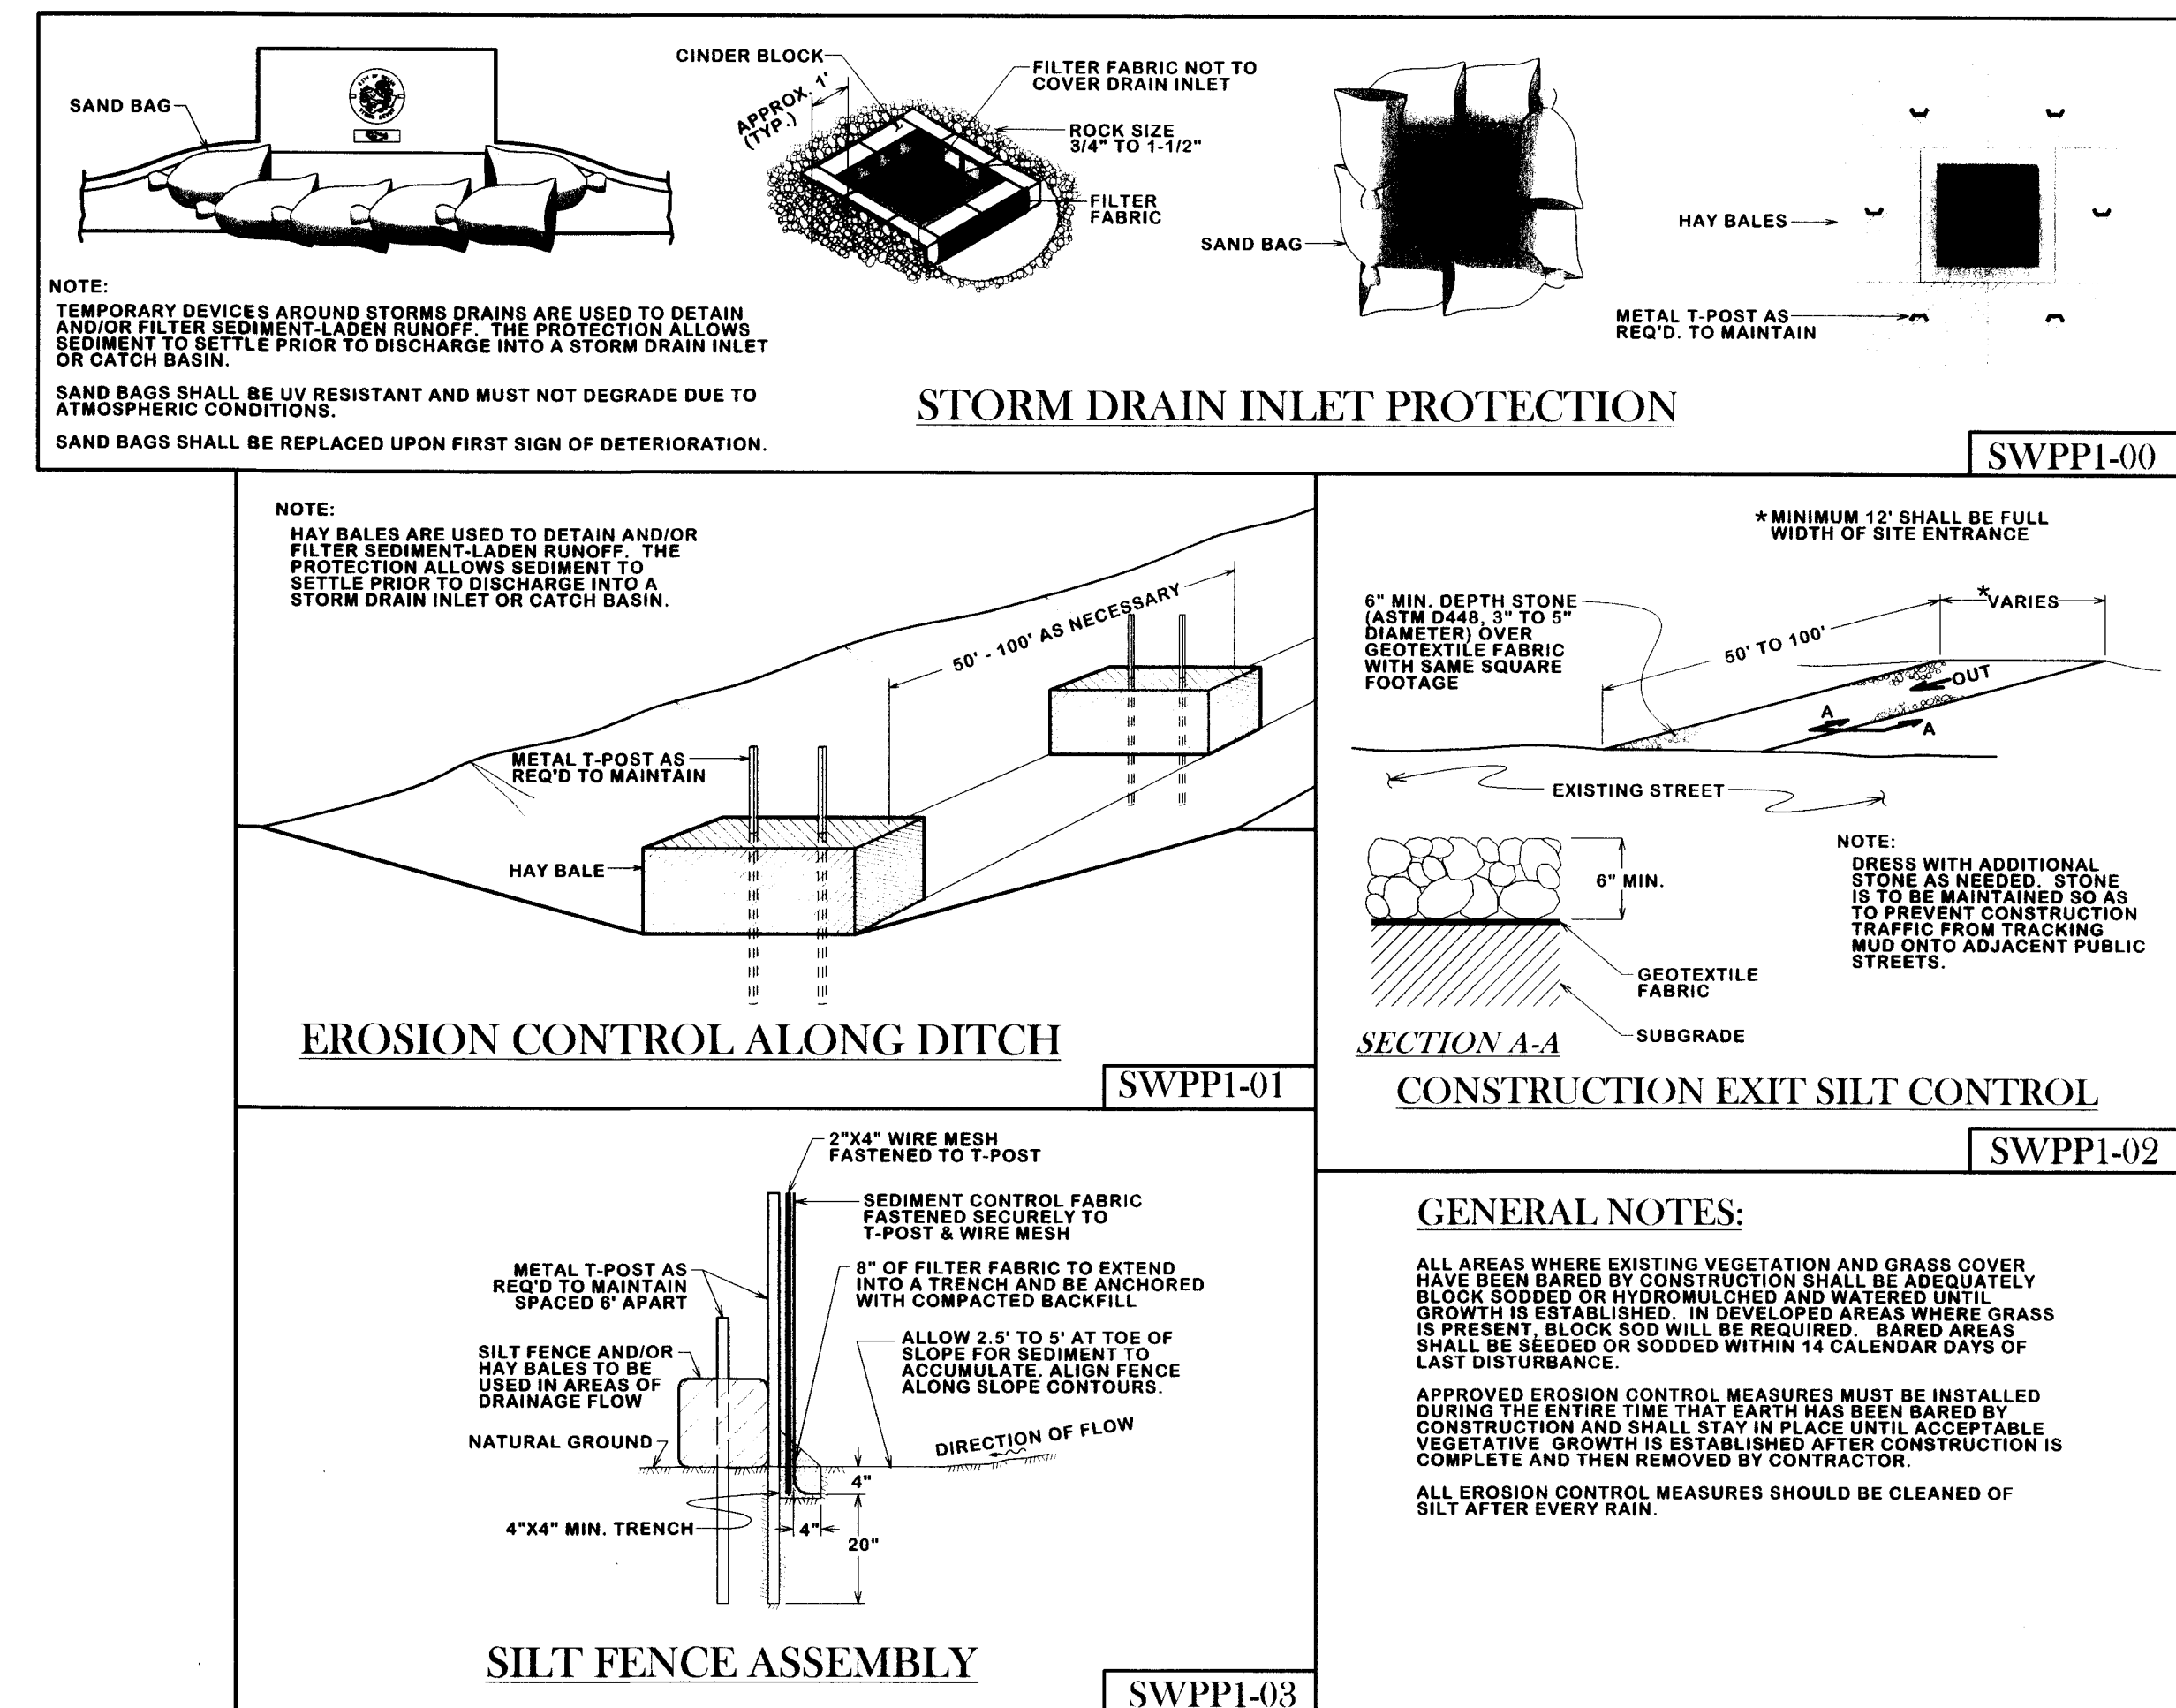 SAND BAG
CINDER BLOCK
APPROX. 1'
(TYP.)
FILTER FABRIC NOT TO
COVER DRAIN INLET
ROCK SIZE
3/4" TO 1-1/2"
FILTER
FABRIC
SAND BAG
HAY BALES
METAL T-POST AS
REQ'D. TO MAINTAIN
NOTE:
TEMPORARY DEVICES AROUND STORMS DRAINS ARE USED TO DETAIN
AND/OR FILTER SEDIMENT-LADEN RUNOFF. THE PROTECTION ALLOWS
SEDIMENT TO SETTLE PRIOR TO DISCHARGE INTO A STORM DRAIN INLET
OR CATCH BASIN.
SAND BAGS SHALL BE UV RESISTANT AND MUST NOT DEGRADE DUE TO
ATMOSPHERIC CONDITIONS.
SAND BAGS SHALL BE REPLACED UPON FIRST SIGN OF DETERIORATION.
STORM DRAIN INLET PROTECTION
SWPP1-00
NOTE:
HAY BALES ARE USED TO DETAIN AND/OR
FILTER SEDIMENT-LADEN RUNOFF. THE
PROTECTION ALLOWS SEDIMENT TO
SETTLE PRIOR TO DISCHARGE INTO A
STORM DRAIN INLET OR CATCH BASIN.
50' - 100' AS NECESSARY
METAL T-POST AS
REQ'D TO MAINTAIN
HAY BALE
EROSION CONTROL ALONG DITCH
SWPP1-01
*MINIMUM 12' SHALL BE FULL
WIDTH OF SITE ENTRANCE
6" MIN. DEPTH STONE
(ASTM D448, 3" TO 5"
DIAMETER) OVER
GEOTEXTILE FABRIC
WITH SAME SQUARE
FOOTAGE
*VARIES
50' TO 100'
OUT
A
A
EXISTING STREET
6" MIN.
NOTE:
DRESS WITH ADDITIONAL
STONE AS NEEDED. STONE
IS TO BE MAINTAINED SO AS
TO PREVENT CONSTRUCTION
TRAFFIC FROM TRACKING
MUD ONTO ADJACENT PUBLIC
STREETS.
GEOTEXTILE
FABRIC
SUBGRADE
SECTION A-A
CONSTRUCTION EXIT SILT CONTROL
SWPP1-02
2"X4" WIRE MESH
FASTENED TO T-POST
SEDIMENT CONTROL FABRIC
FASTENED SECURELY TO
T-POST & WIRE MESH
METAL T-POST AS
REQ'D TO MAINTAIN
SPACED 6' APART
8" OF FILTER FABRIC TO EXTEND
INTO A TRENCH AND BE ANCHORED
WITH COMPACTED BACKFILL
SILT FENCE AND/OR
HAY BALES TO BE
USED IN AREAS OF
DRAINAGE FLOW
ALLOW 2.5' TO 5' AT TOE OF
SLOPE FOR SEDIMENT TO
ACCUMULATE. ALIGN FENCE
ALONG SLOPE CONTOURS.
NATURAL GROUND
DIRECTION OF FLOW
4"
4"X4" MIN. TRENCH
4"
20"
SILT FENCE ASSEMBLY
SWPP1-03
GENERAL NOTES:
ALL AREAS WHERE EXISTING VEGETATION AND GRASS COVER
HAVE BEEN BARED BY CONSTRUCTION SHALL BE ADEQUATELY
BLOCK SODDED OR HYDROMULCHED AND WATERED UNTIL
GROWTH IS ESTABLISHED. IN DEVELOPED AREAS WHERE GRASS
IS PRESENT, BLOCK SOD WILL BE REQUIRED. BARED AREAS
SHALL BE SEEDED OR SODDED WITHIN 14 CALENDAR DAYS OF
LAST DISTURBANCE.
APPROVED EROSION CONTROL MEASURES MUST BE INSTALLED
DURING THE ENTIRE TIME THAT EARTH HAS BEEN BARED BY
CONSTRUCTION AND SHALL STAY IN PLACE UNTIL ACCEPTABLE
VEGETATIVE GROWTH IS ESTABLISHED AFTER CONSTRUCTION IS
COMPLETE AND THEN REMOVED BY CONTRACTOR.
ALL EROSION CONTROL MEASURES SHOULD BE CLEANED OF
SILT AFTER EVERY RAIN.